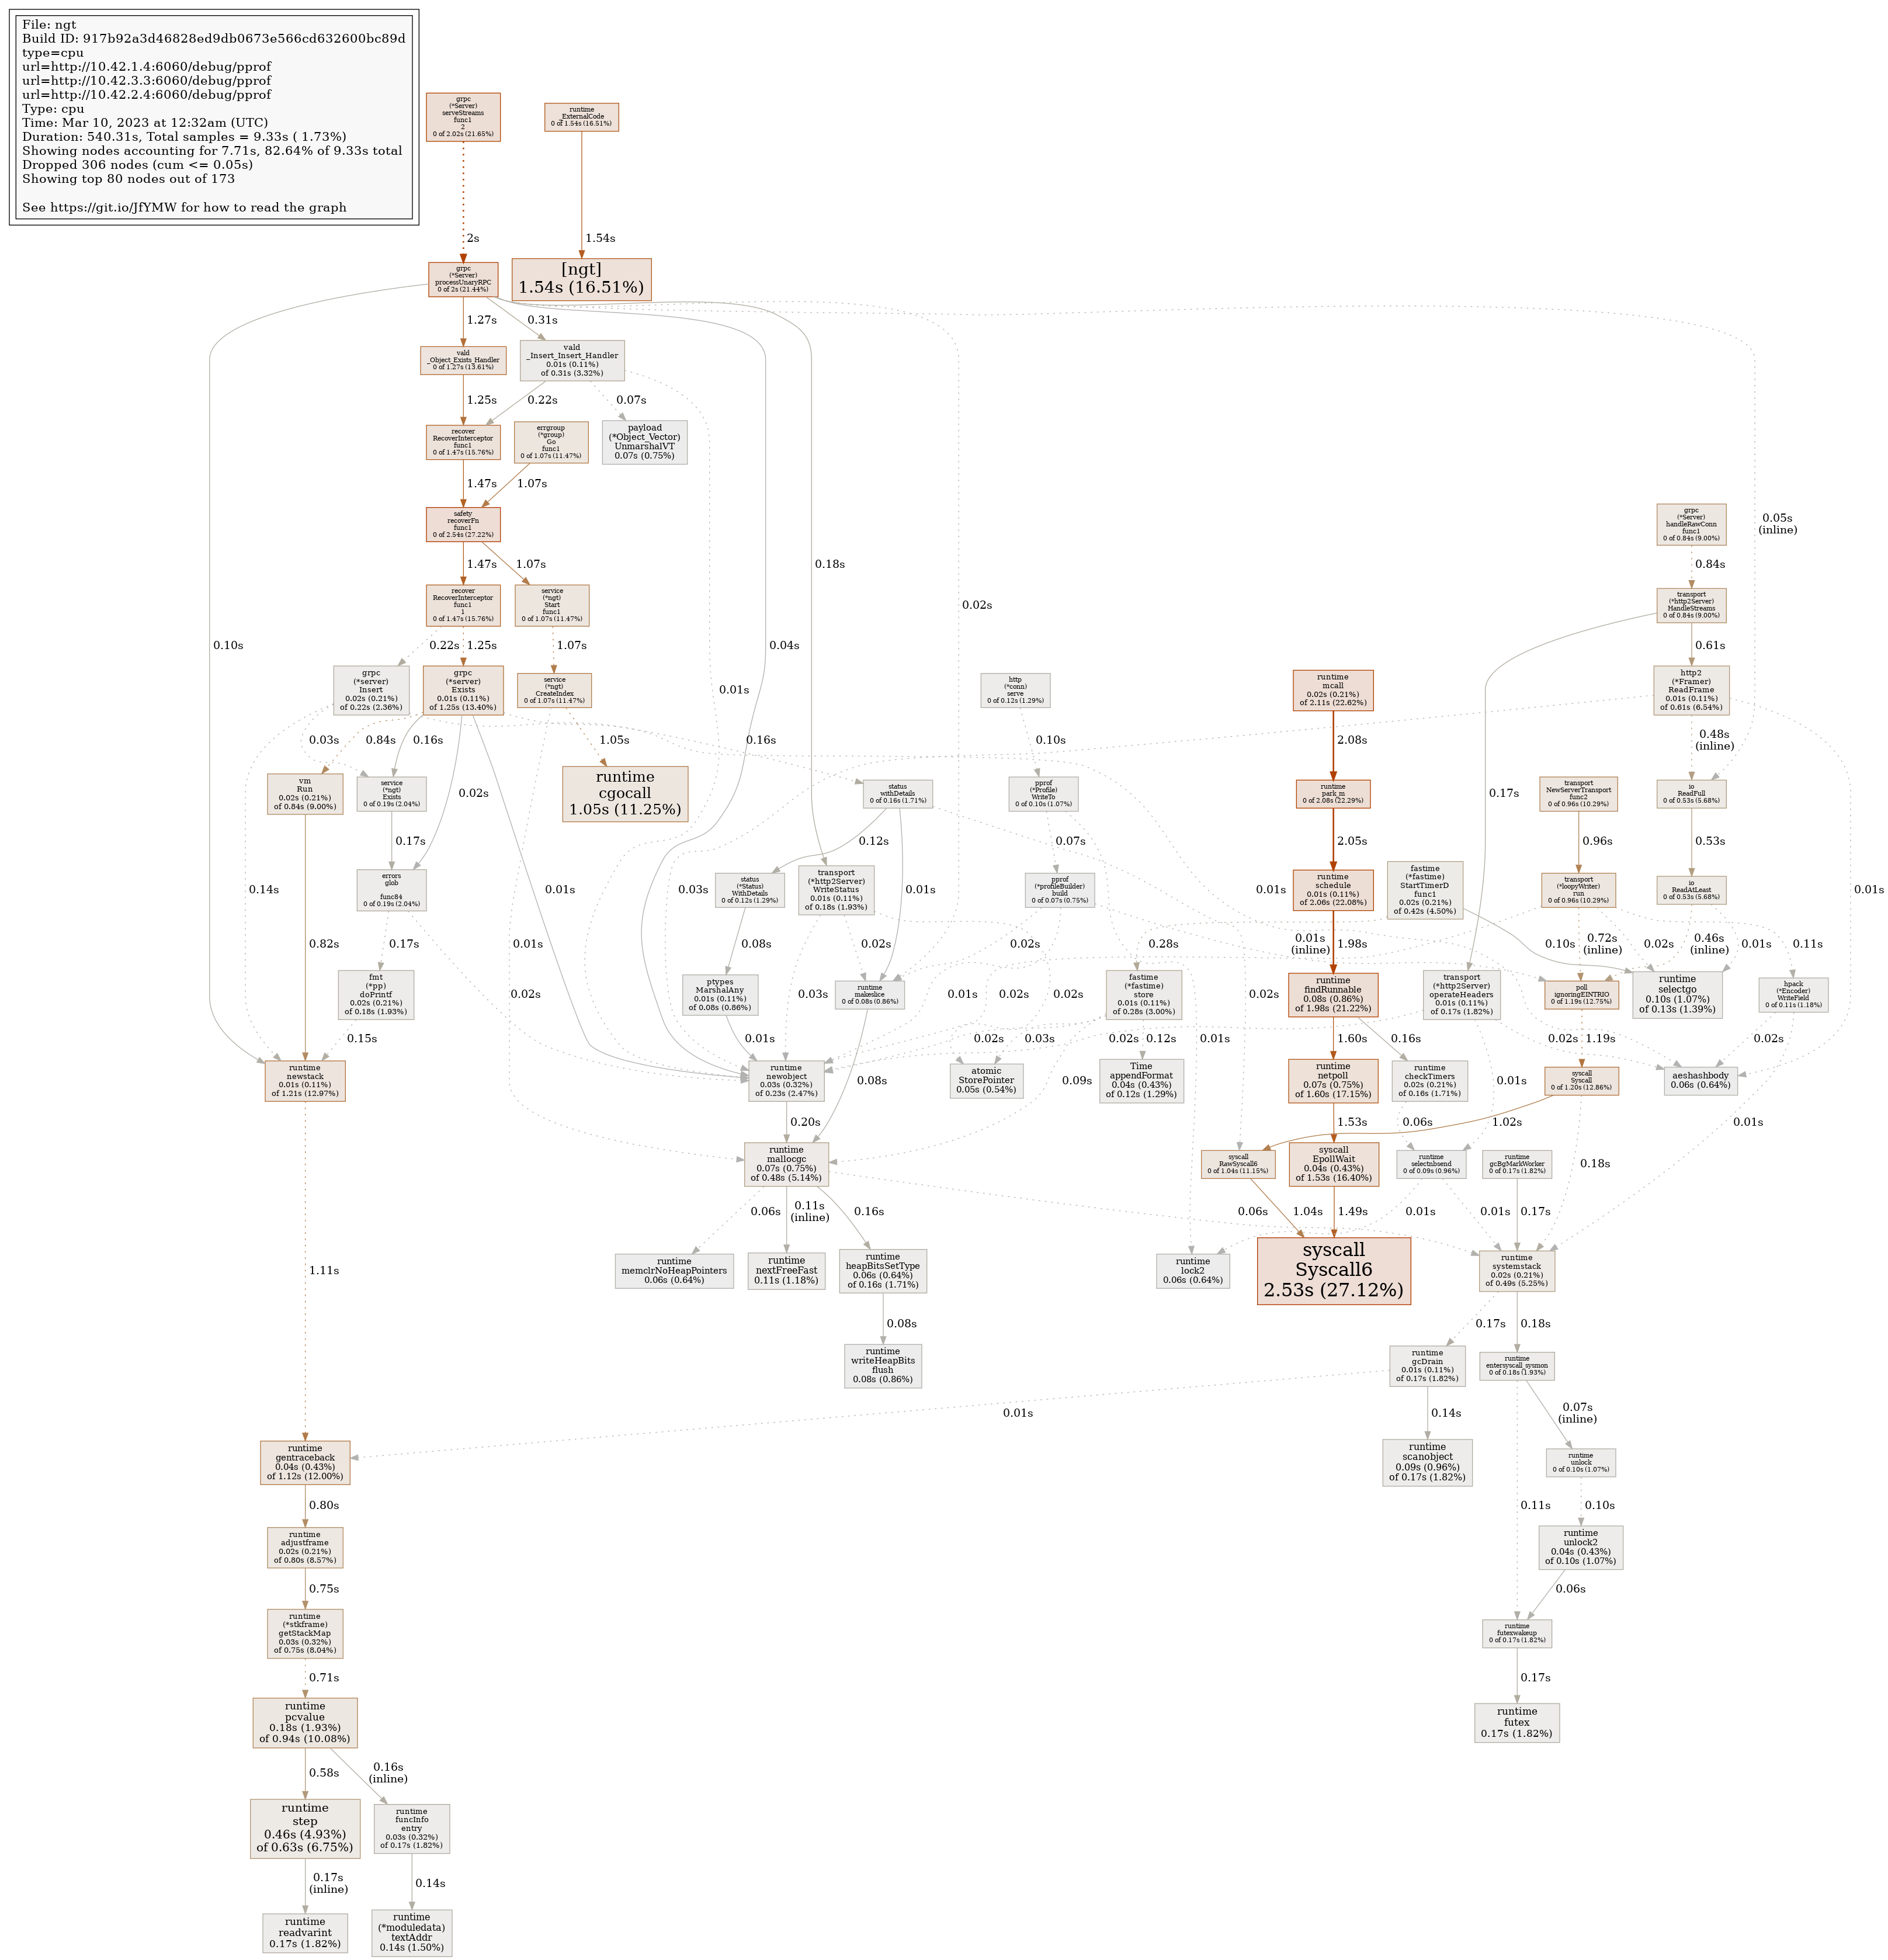 File: ngt
Build ID: 917b92a3d46828ed9db0673e566cd632600bc89d
type=cpu
url=http://10.42.1.4:6060/debug/pprof
url=http://10.42.3.3:6060/debug/pprof
url=http://10.42.2.4:6060/debug/pprof
Type: cpu
Time: Mar 10, 2023 at 12:32am (UTC)
Duration: 540.31s, Total samples = 9.33s ( 1.73%)
Showing nodes accounting for 7.71s, 82.64% of 9.33s total
Dropped 306 nodes (cum <= 0.05s)
Showing top 80 nodes out of 173
See https://git.io/JfYMW for how to read the graph
grpc
(*Server)
serveStreams
func1
2
0 of 2.02s (21.65%)
runtime
_ExternalCode
0 of 1.54s (16.51%)
2s
1.54s
grpc
(*Server)
processUnaryRPC
0 of 2s (21.44%)
[ngt]
1.54s (16.51%)
1.27s
0.31s
vald
_Object_Exists_Handler
0 of 1.27s (13.61%)
vald
_Insert_Insert_Handler
0.01s (0.11%)
of 0.31s (3.32%)
1.25s
0.22s
0.07s
recover
RecoverInterceptor
func1
0 of 1.47s (15.76%)
errgroup
(*group)
Go
func1
0 of 1.07s (11.47%)
payload
(*Object_Vector)
UnmarshalVT
0.07s (0.75%)
1.47s
1.07s
safety
recoverFn
func1
0 of 2.54s (27.22%)
grpc
(*Server)
handleRawConn
func1
0 of 0.84s (9.00%)
0.05s
(inline)
1.47s
1.07s
0.18s
0.84s
recover
RecoverInterceptor
func1
1
0 of 1.47s (15.76%)
service
(*ngt)
Start
func1
0 of 1.07s (11.47%)
0.02s
transport
(*http2Server)
HandleStreams
0 of 0.84s (9.00%)
0.10s
0.22s
1.25s
1.07s
0.04s
0.61s
grpc
(*server)
Insert
0.02s (0.21%)
of 0.22s (2.36%)
grpc
(*server)
Exists
0.01s (0.11%)
of 1.25s (13.40%)
service
(*ngt)
CreateIndex
0 of 1.07s (11.47%)
0.01s
http
(*conn)
serve
0 of 0.12s (1.29%)
runtime
mcall
0.02s (0.21%)
of 2.11s (22.62%)
http2
(*Framer)
ReadFrame
0.01s (0.11%)
of 0.61s (6.54%)
0.03s
0.84s
0.16s
1.05s
0.16s
0.10s
2.08s
0.48s
(inline)
vm
Run
0.02s (0.21%)
of 0.84s (9.00%)
service
(*ngt)
Exists
0 of 0.19s (2.04%)
0.02s
runtime
cgocall
1.05s (11.25%)
status
withDetails
0 of 0.16s (1.71%)
pprof
(*Profile)
WriteTo
0 of 0.10s (1.07%)
runtime
park_m
0 of 2.08s (22.29%)
0.17s
transport
NewServerTransport
func2
0 of 0.96s (10.29%)
io
ReadFull
0 of 0.53s (5.68%)
0.17s
0.12s
0.07s
2.05s
0.96s
0.53s
0.14s
errors
glob
.
func84
0 of 0.19s (2.04%)
0.01s
0.03s
status
(*Status)
WithDetails
0 of 0.12s (1.29%)
transport
(*http2Server)
WriteStatus
0.01s (0.11%)
of 0.18s (1.93%)
0.01s
pprof
(*profileBuilder)
build
0 of 0.07s (0.75%)
0.01s
runtime
schedule
0.01s (0.11%)
of 2.06s (22.08%)
fastime
(*fastime)
StartTimerD
func1
0.02s (0.21%)
of 0.42s (4.50%)
transport
(*loopyWriter)
run
0 of 0.96s (10.29%)
io
ReadAtLeast
0 of 0.53s (5.68%)
0.01s
0.82s
0.17s
0.01s
0.08s
0.02s
0.02s
0.28s
0.01s
(inline)
1.98s
0.10s
0.72s
(inline)
0.02s
0.46s
(inline)
0.01s
0.11s
fmt
(*pp)
doPrintf
0.02s (0.21%)
of 0.18s (1.93%)
0.02s
ptypes
MarshalAny
0.01s (0.11%)
of 0.08s (0.86%)
0.03s
runtime
makeslice
0 of 0.08s (0.86%)
0.01s
0.02s
0.02s
fastime
(*fastime)
store
0.01s (0.11%)
of 0.28s (3.00%)
0.02s
runtime
findRunnable
0.08s (0.86%)
of 1.98s (21.22%)
transport
(*http2Server)
operateHeaders
0.01s (0.11%)
of 0.17s (1.82%)
poll
ignoringEINTRIO
0 of 1.19s (12.75%)
runtime
selectgo
0.10s (1.07%)
of 0.13s (1.39%)
hpack
(*Encoder)
WriteField
0 of 0.11s (1.18%)
0.15s
0.01s
0.02s
0.03s
0.02s
0.12s
0.01s
1.60s
0.16s
0.02s
1.19s
0.02s
runtime
newstack
0.01s (0.11%)
of 1.21s (12.97%)
runtime
newobject
0.03s (0.32%)
of 0.23s (2.47%)
0.08s
atomic
StorePointer
0.05s (0.54%)
0.09s
Time
appendFormat
0.04s (0.43%)
of 0.12s (1.29%)
runtime
netpoll
0.07s (0.75%)
of 1.60s (17.15%)
runtime
checkTimers
0.02s (0.21%)
of 0.16s (1.71%)
0.01s
syscall
Syscall
0 of 1.20s (12.86%)
aeshashbody
0.06s (0.64%)
0.20s
1.53s
0.06s
1.02s
0.01s
runtime
mallocgc
0.07s (0.75%)
of 0.48s (5.14%)
syscall
RawSyscall6
0 of 1.04s (11.15%)
syscall
EpollWait
0.04s (0.43%)
of 1.53s (16.40%)
runtime
selectnbsend
0 of 0.09s (0.96%)
runtime
gcBgMarkWorker
0 of 0.17s (1.82%)
0.18s
0.06s
0.11s
(inline)
0.16s
0.06s
1.04s
1.49s
0.01s
0.01s
0.17s
runtime
memclrNoHeapPointers
0.06s (0.64%)
runtime
nextFreeFast
0.11s (1.18%)
runtime
heapBitsSetType
0.06s (0.64%)
of 0.16s (1.71%)
runtime
lock2
0.06s (0.64%)
syscall
Syscall6
2.53s (27.12%)
runtime
systemstack
0.02s (0.21%)
of 0.49s (5.25%)
1.11s
0.08s
0.17s
0.18s
runtime
writeHeapBits
flush
0.08s (0.86%)
runtime
gcDrain
0.01s (0.11%)
of 0.17s (1.82%)
runtime
entersyscall_sysmon
0 of 0.18s (1.93%)
0.01s
0.14s
0.07s
(inline)
runtime
gentraceback
0.04s (0.43%)
of 1.12s (12.00%)
runtime
scanobject
0.09s (0.96%)
of 0.17s (1.82%)
runtime
unlock
0 of 0.10s (1.07%)
0.80s
0.11s
0.10s
runtime
adjustframe
0.02s (0.21%)
of 0.80s (8.57%)
runtime
unlock2
0.04s (0.43%)
of 0.10s (1.07%)
0.75s
0.06s
runtime
(*stkframe)
getStackMap
0.03s (0.32%)
of 0.75s (8.04%)
runtime
futexwakeup
0 of 0.17s (1.82%)
0.71s
0.17s
runtime
pcvalue
0.18s (1.93%)
of 0.94s (10.08%)
runtime
futex
0.17s (1.82%)
0.58s
0.16s
(inline)
runtime
step
0.46s (4.93%)
of 0.63s (6.75%)
runtime
funcInfo
entry
0.03s (0.32%)
of 0.17s (1.82%)
0.17s
(inline)
0.14s
runtime
readvarint
0.17s (1.82%)
runtime
(*moduledata)
textAddr
0.14s (1.50%)